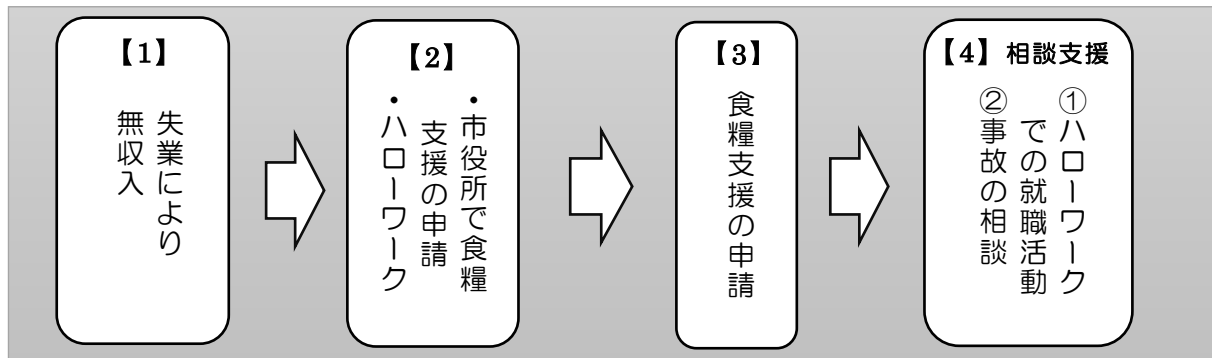 【1】
失業により
無収入
【2】
・市役所で食糧
支援の申請
・ハローワーク
【3】
食糧支援の申請
【4】相談支援
①ハローワーク
での就職活動
②事故の相談